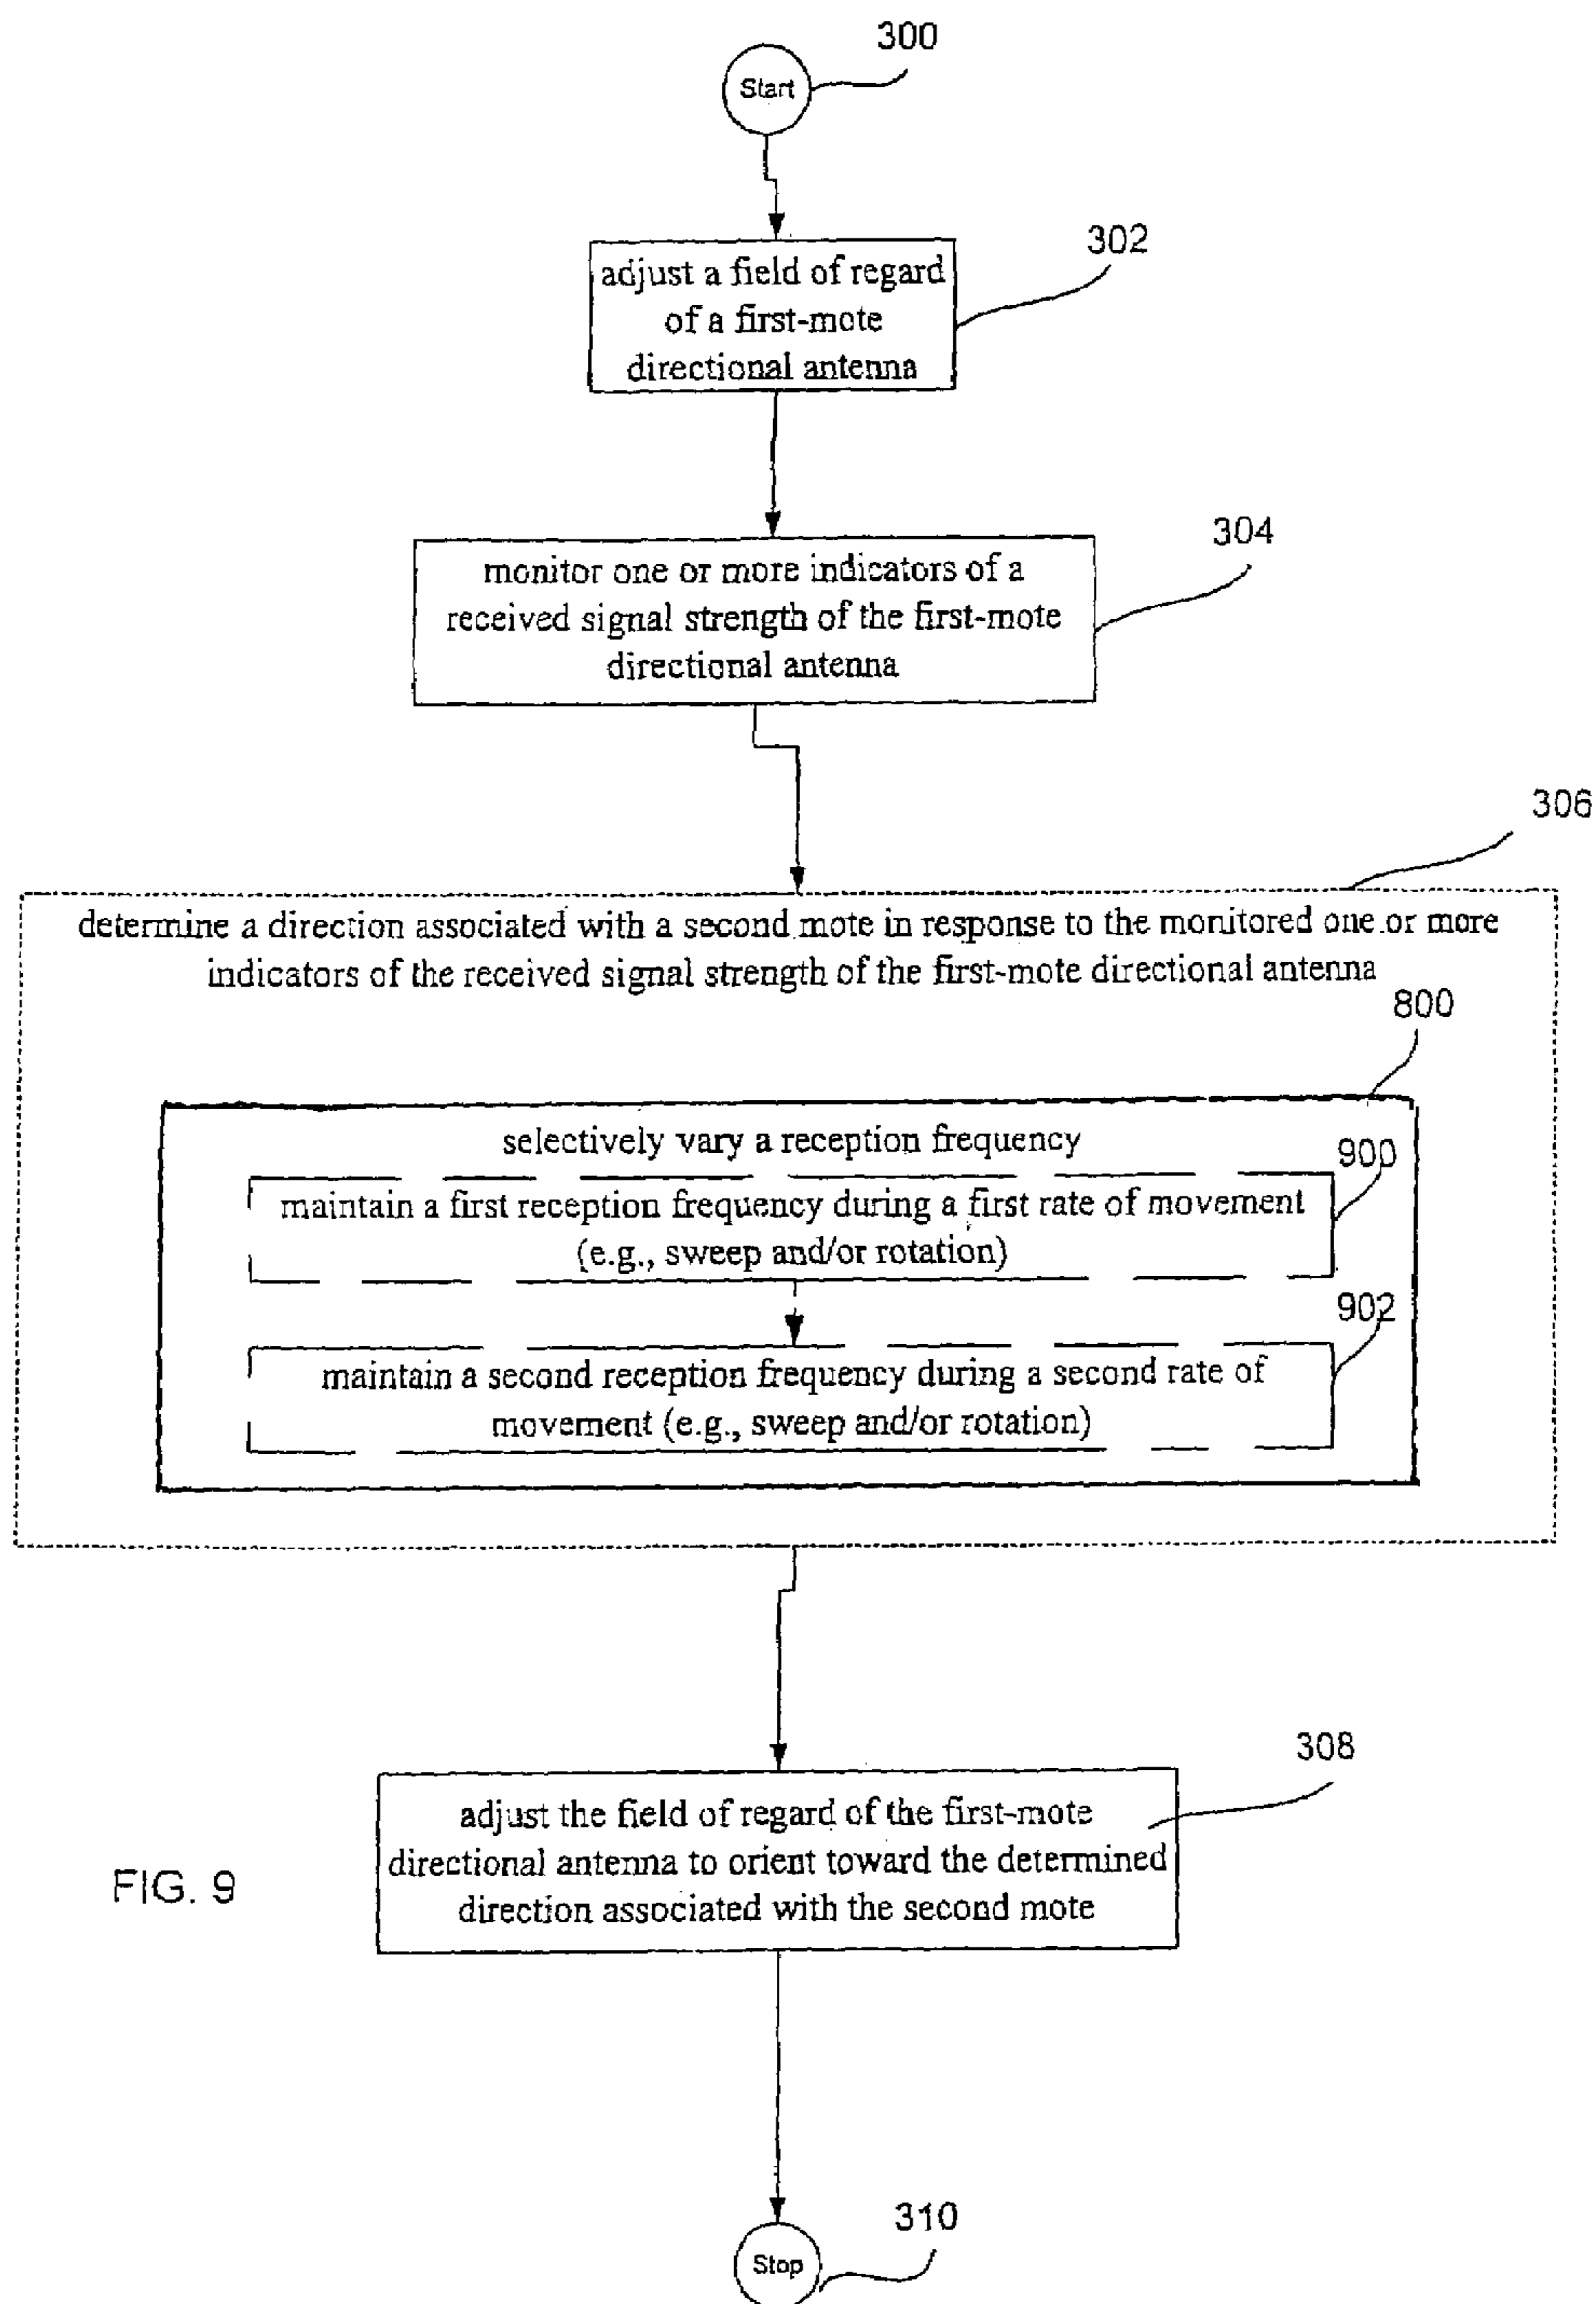 300
Start
302
adjust a field of regard
of a first-mote
directional antenna
304
monitor one or more indicators of a
received signal strength of the first-mote
directional antenna
306
determine a direction associated with a second mote in response to the monitored one or more
indicators of the received signal strength of the first-mote directional antenna
800
selectively vary a reception frequency
900
maintain a first reception frequency during a first rate of movement
(e.g., sweep and/or rotation)
902
maintain a second reception frequency during a second rate of
movement (e.g., sweep and/or rotation)
308
adjust the field of regard of the first-mote
directional antenna to orient toward the determined
direction associated with the second mote
FIG. 9
310
Stop